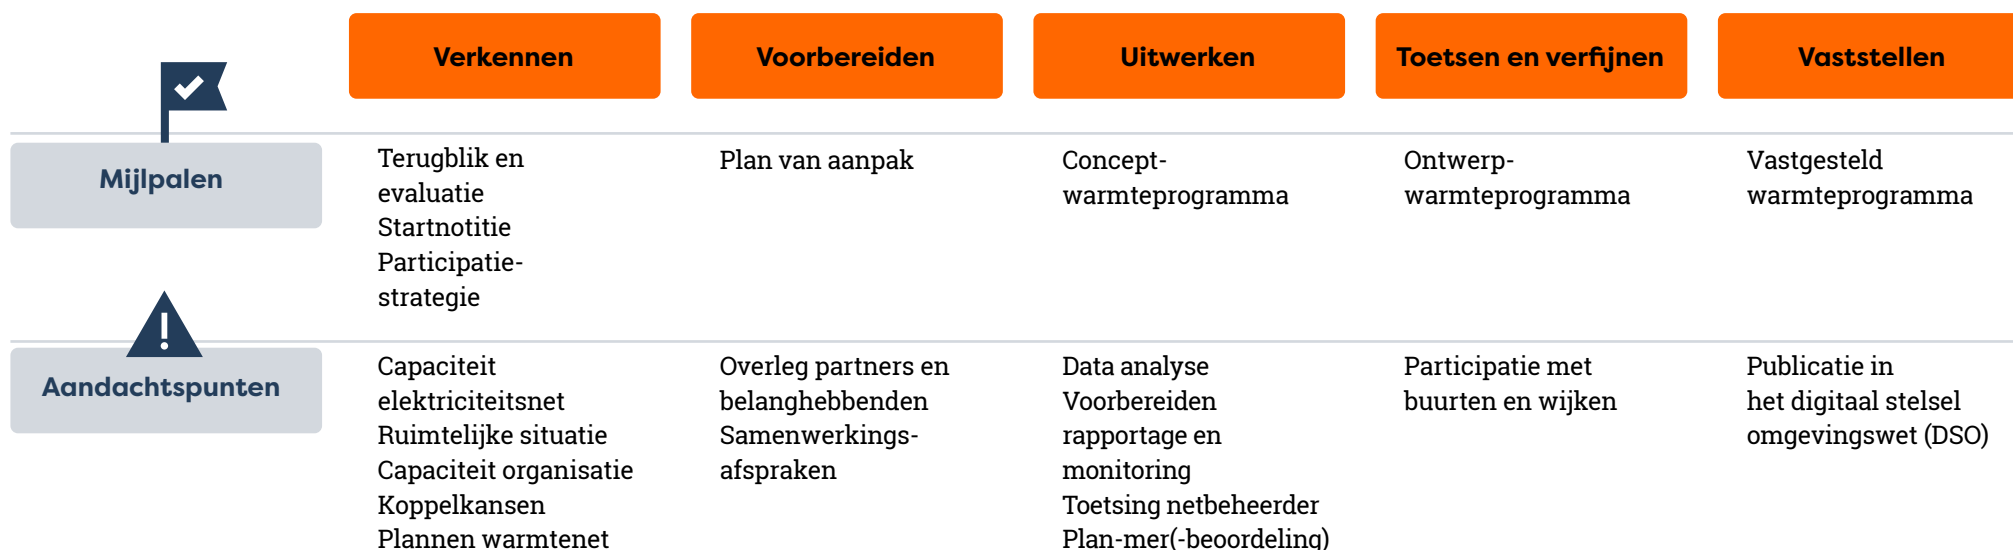 Verkennen
Voorbereiden
Uitwerken
Toetsen en verfijnen
Vaststellen
Mijlpalen
Terugblik en
evaluatie
Startnotitie
Participatie-
strategie
Plan van aanpak
Concept-
warmteprogramma
Ontwerp-
warmteprogramma
Vastgesteld
warmteprogramma
Aandachtspunten
Capaciteit
elektriciteitsnet
Ruimtelijke situatie
Capaciteit organisatie
Koppelkansen
Plannen warmtenet
Overleg partners en
belanghebbenden
Samenwerkings-
afspraken
Data analyse
Voorbereiden
rapportage en
monitoring
Toetsing netbeheerder
Plan-mer(-beoordeling)
Participatie met
buurten en wijken
Publicatie in
het digitaal stelsel
omgevingswet (DSO)